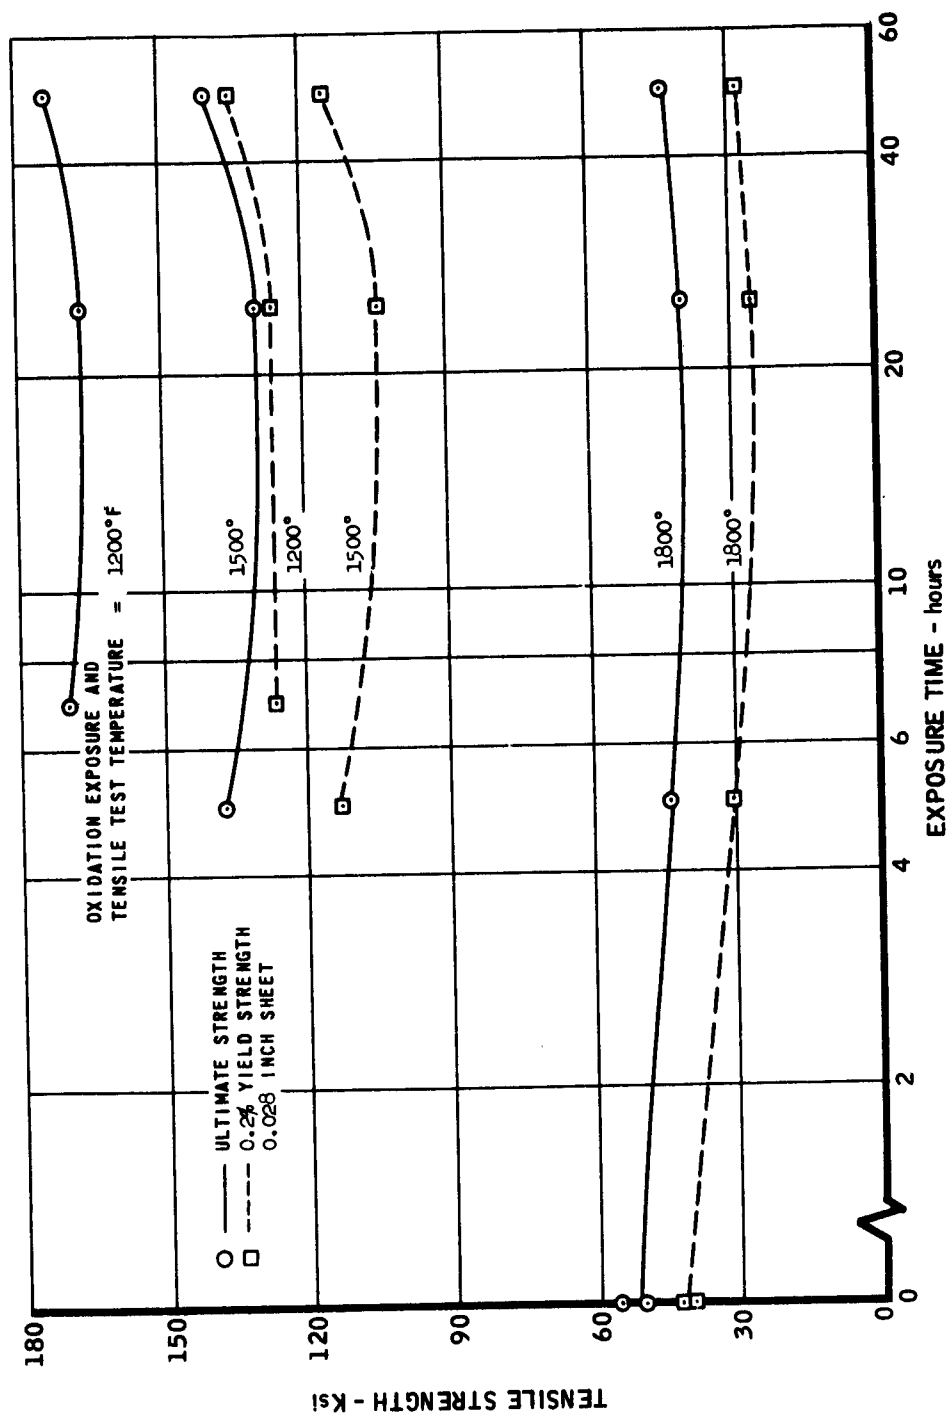 180
150
120
90
60
30
0
TENSILE STRENGTH - Ksi
0
2
4
6
10
20
40
60
EXPOSURE TIME - hours
OXIDATION EXPOSURE AND
TENSILE TEST TEMPERATURE = 1200°F
1500°
1200°
1500°
1800°
1800°
ULTIMATE STRENGTH
0.2% YIELD STRENGTH
0.028 INCH SHEET